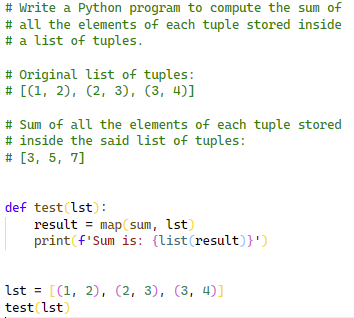 # Write a Python program to compute the sum of
# all the elements of each tuple stored inside
# a list of tuples.
# Original list of tuples:
# [(1, 2), (2, 3), (3, 4)]
# Sum of all the elements of each tuple stored
# inside the said list of tuples:
# [3, 5, 7]
def test(lst):
    result = map(sum, lst)
    print(f'Sum is: {list(result)}')
lst = [(1, 2), (2, 3), (3, 4)]
test(lst)